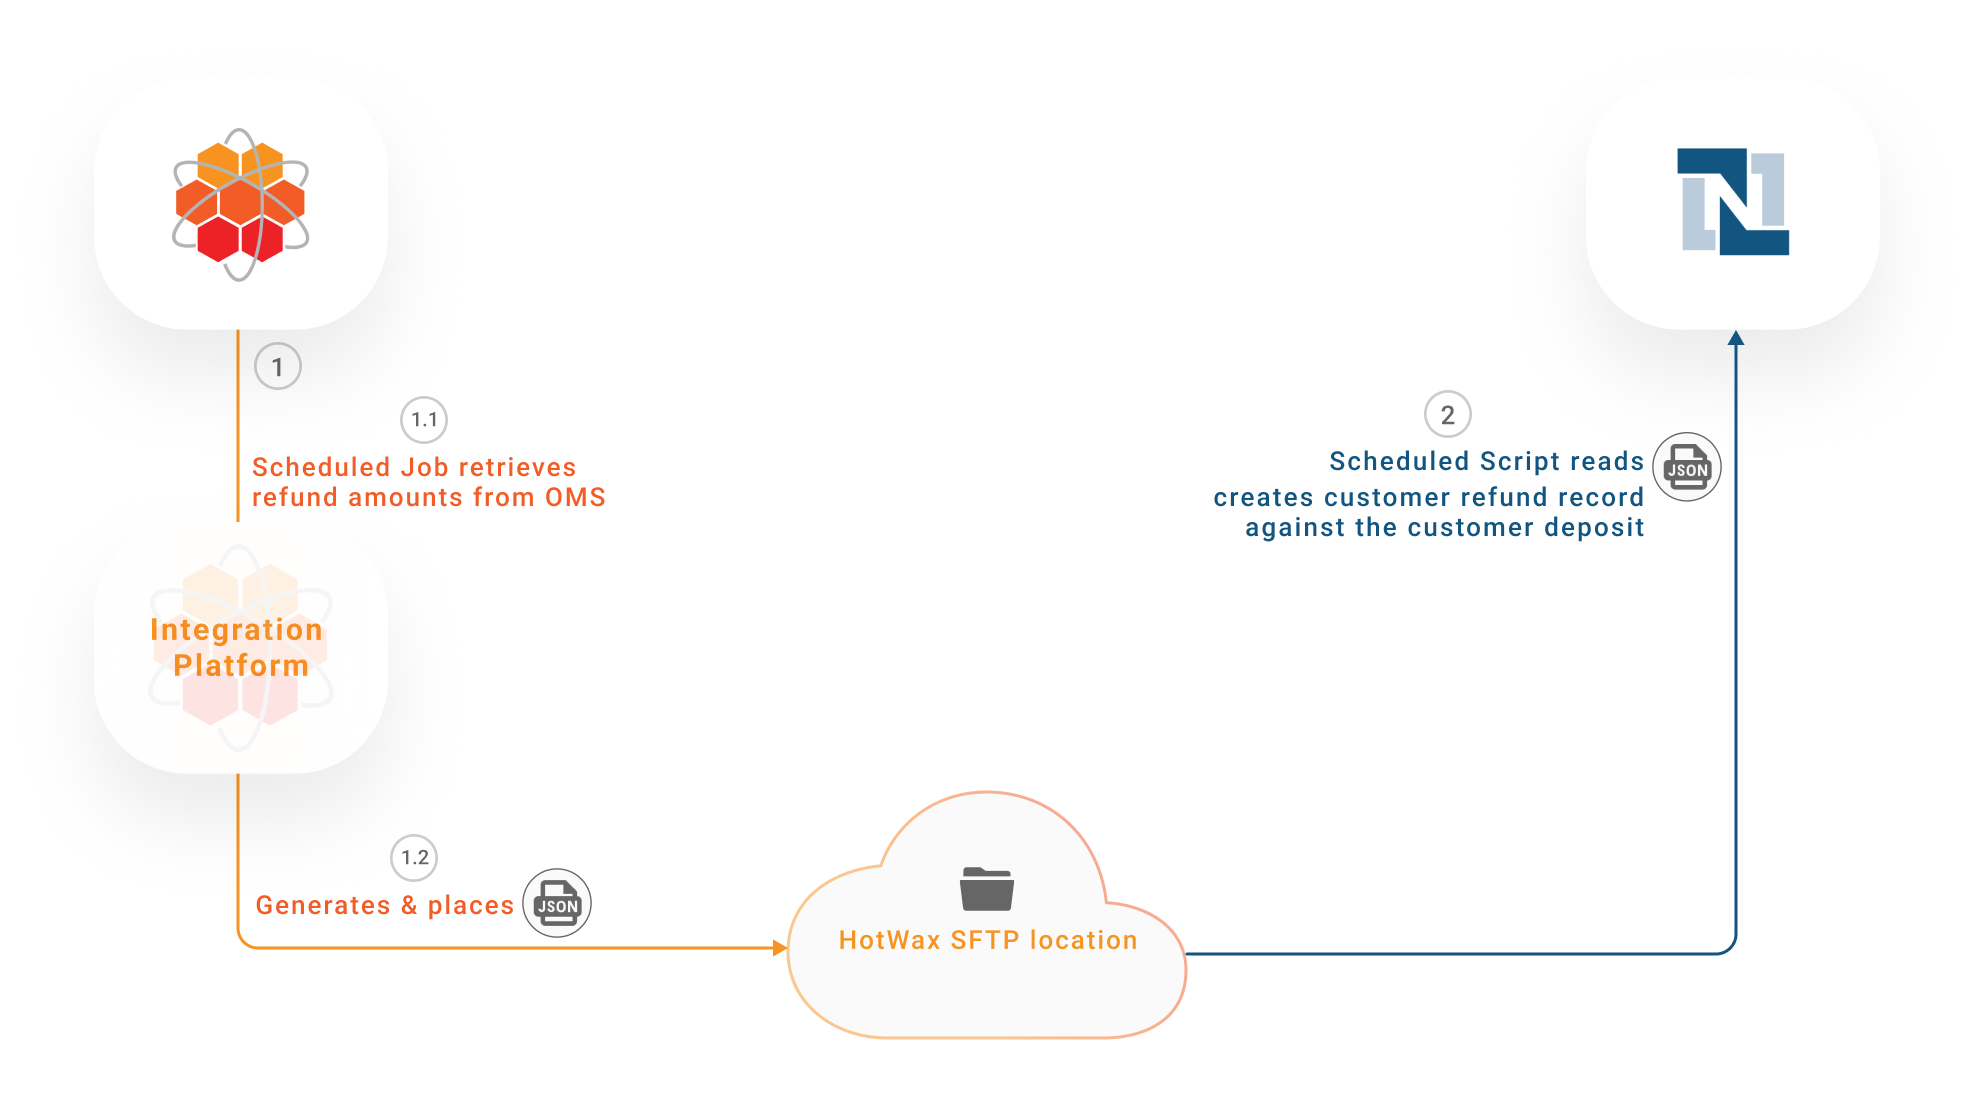 1
1.1
Scheduled Job retrieves
refund amounts from OMS
Integration
Platform
1.2
Generates & places
JSON
HotWax SFTP location
2
Scheduled Script reads
JSON
creates customer refund record
against the customer deposit
N